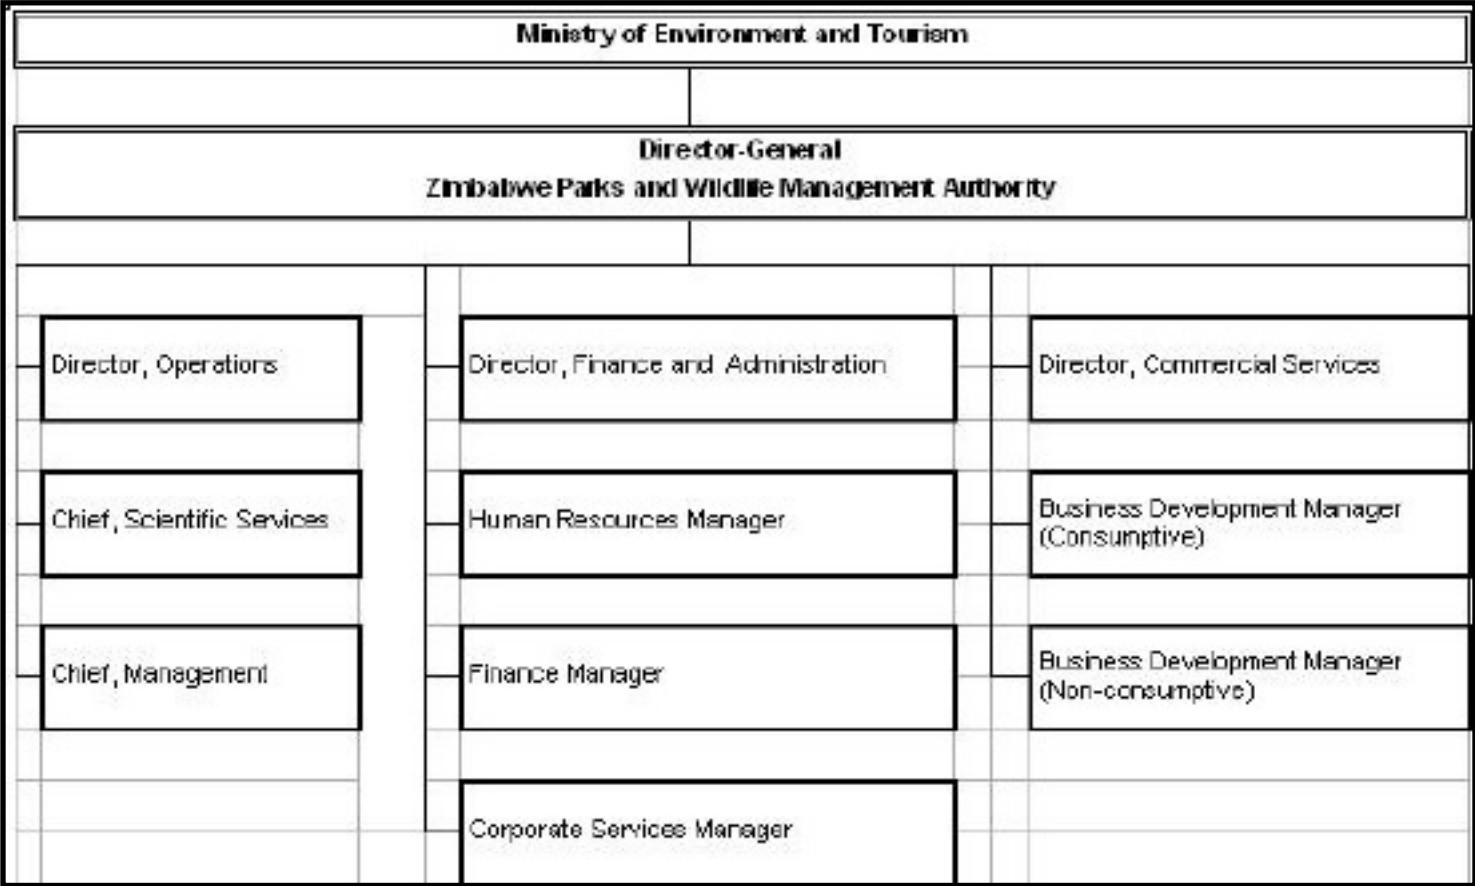 Ministry of Environment and Tourism
Director-General
Zimbabwe Parks and Wildlife Management Authority
Director, Operations
Director, Finance and Administration
Director, Commercial Services
Chief, Scientific Services
Human Resources Manager
Business Development Manager
(Consumptive)
Chief, Management
Finance Manager
Business Development Manager
(Non-consumptive)
Corporate Services Manager